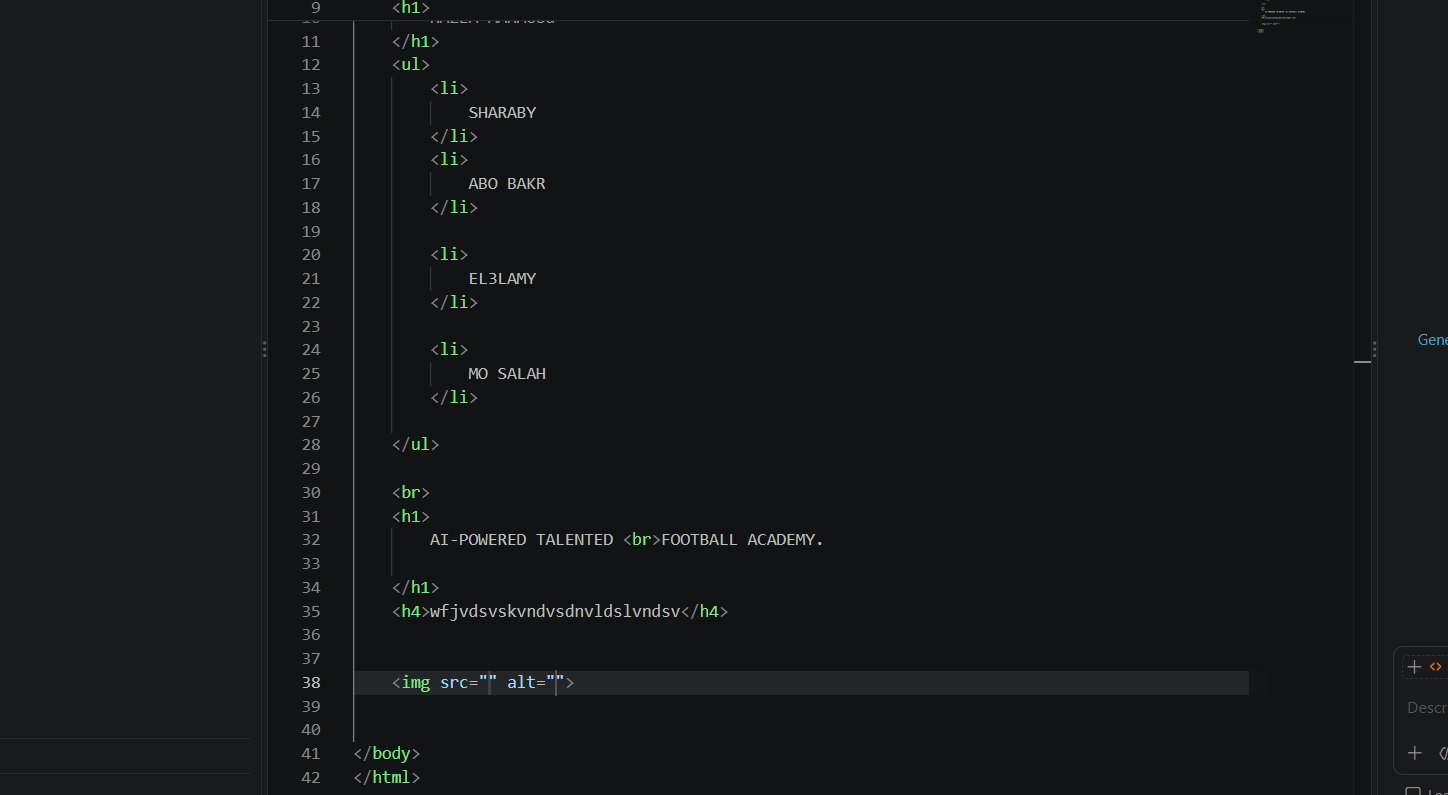 9 <h1>
11 </h1>
12 <ul>
13 <li>
14 SHARABY
15 </li>
16 <li>
17 ABO BAKR
18 </li>
19
20 <li>
21 EL3LAMY
22 </li>
23
24 <li>
25 MO SALAH
26 </li>
27
28 </ul>
29
30 <br>
31 <h1>
32 AI-POWERED TALENTED <br>FOOTBALL ACADEMY.
33
34 </h1>
35 <h4>wfjvdsvskvndvsdnvldslvndsv</h4>
36
37
38 <img src="" alt="">
39
40
41 </body>
42 </html>
Gene
Descr